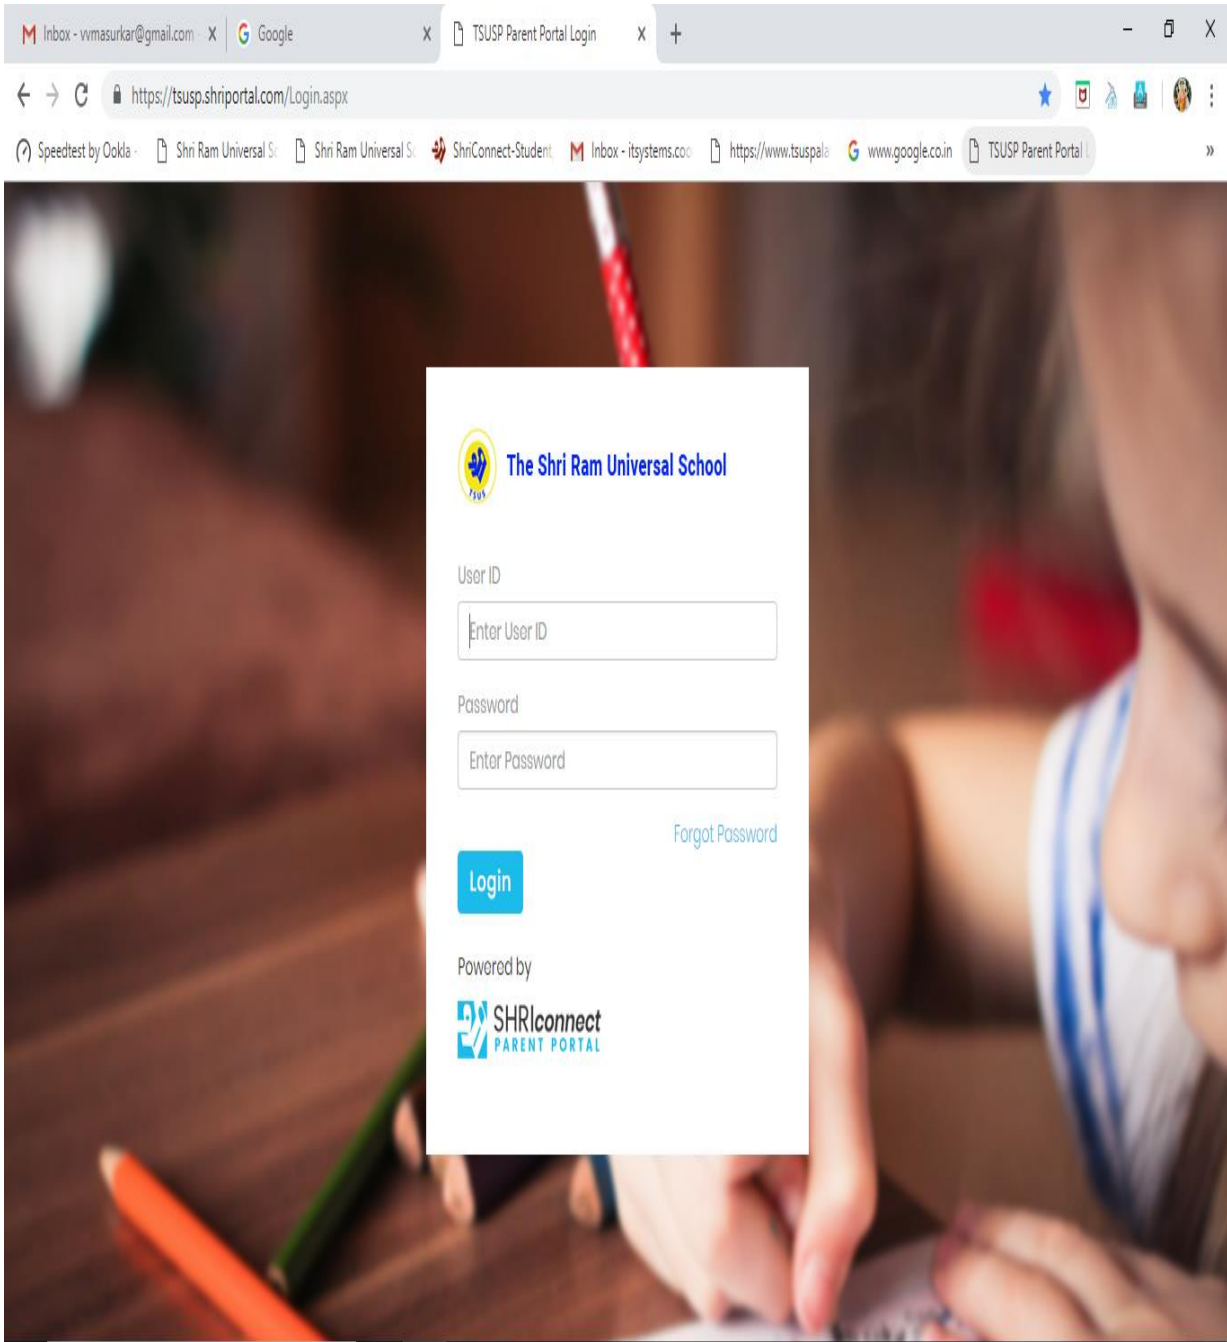 Inbox - vvmasurkar@gmail.com -
Google
TSUSP Parent Portal Login
https://tsusp.shriportal.com/Login.aspx
Speedtest by Ookla -
Shri Ram Universal Sc
Shri Ram Universal Sc
ShriConnect-Student
Inbox - itsystems.coo
https://www.tsuspala
www.google.co.in
TSUSP Parent Portal L
TSUS
The Shri Ram Universal School
User ID
Enter User ID
Password
Enter Password
Forgot Password
Login
Powered by
SHRIconnect
PARENT PORTAL